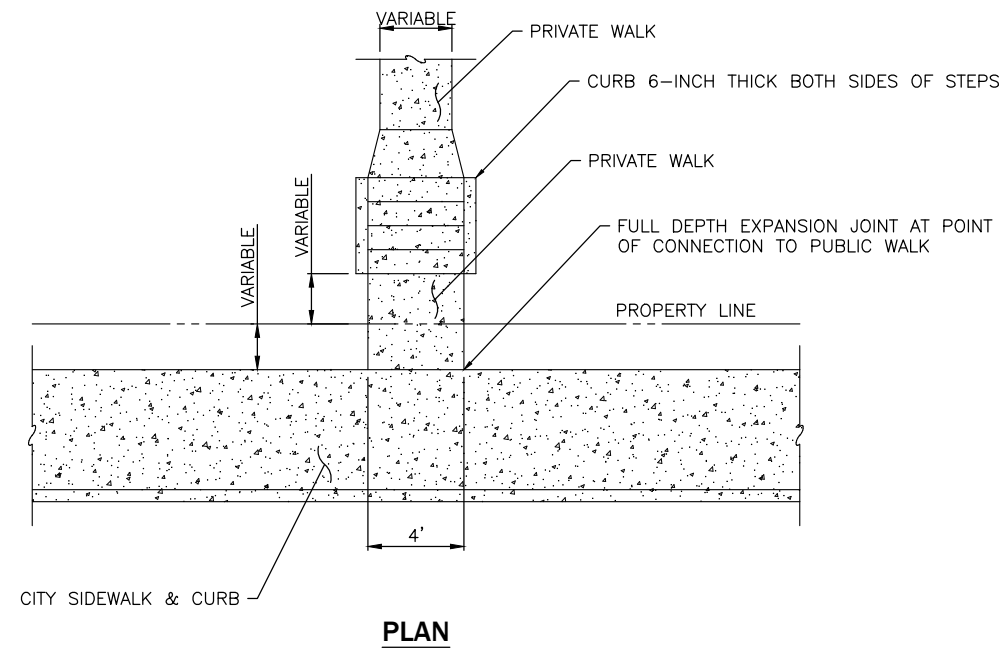 VARIABLE
PRIVATE WALK
CURB 6-INCH THICK BOTH SIDES OF STEPS
PRIVATE WALK
VARIABLE
VARIABLE
FULL DEPTH EXPANSION JOINT AT POINT
OF CONNECTION TO PUBLIC WALK
PROPERTY LINE
4'
CITY SIDEWALK & CURB
PLAN